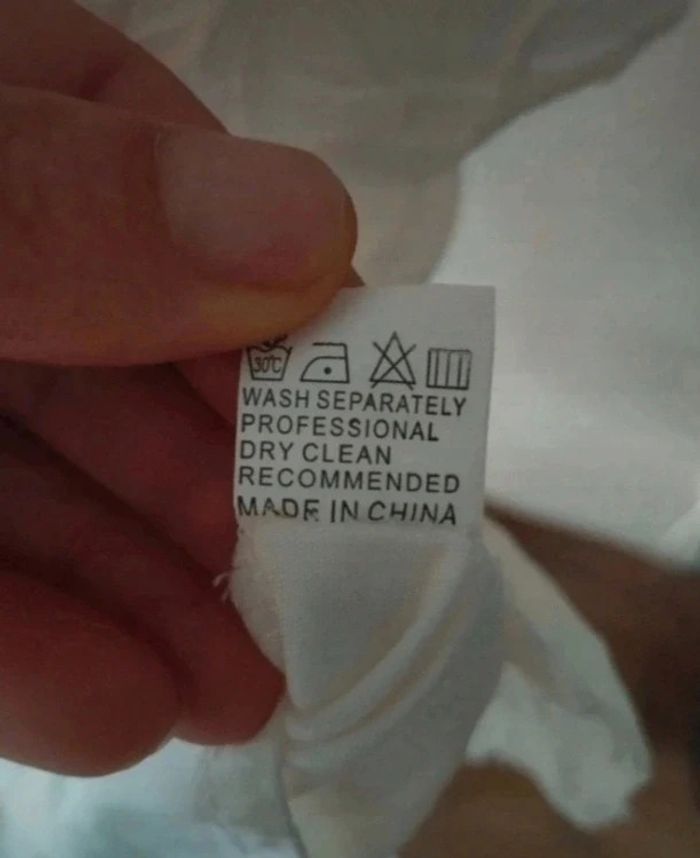 30°C
WASH SEPARATELY
PROFESSIONAL
DRY CLEAN
RECOMMENDED
MADE IN CHINA